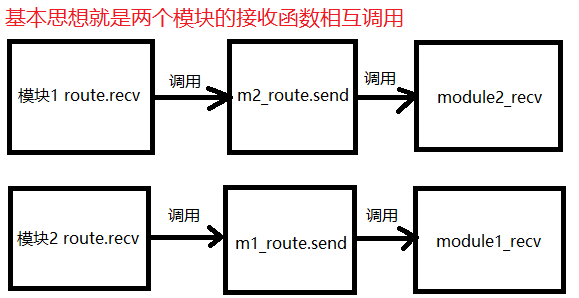 基本思想就是两个模块的接收函数相互调用
模块1 route.recv
调用
m2_route.send
调用
module2_recv
模块2 route.recv
调用
m1_route.send
调用
module1_recv